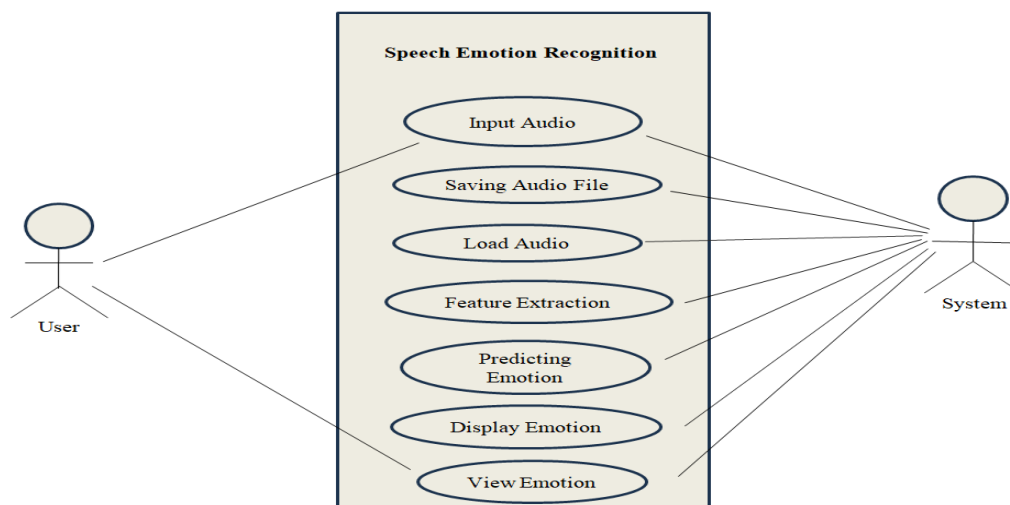 Speech Emotion Recognition
Input Audio
Saving Audio File
Load Audio
Feature Extraction
User
System
Predicting
Emotion
Display Emotion
View Emotion